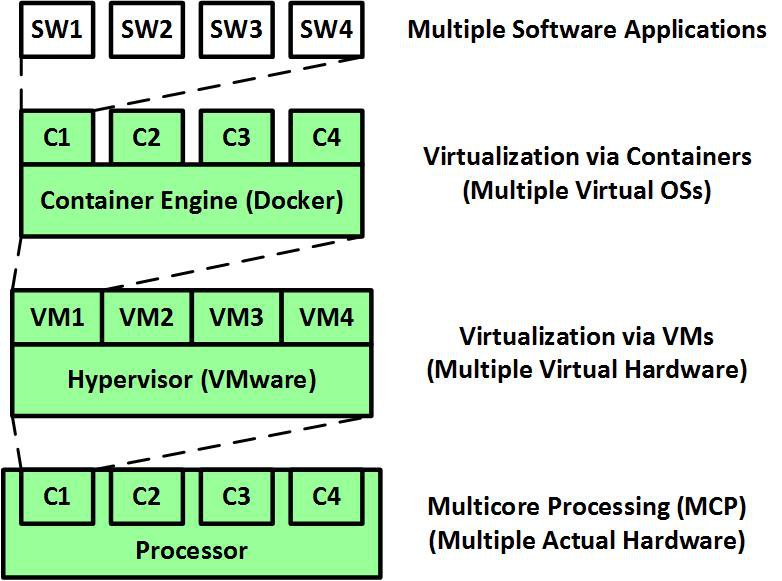 SW1 SW2 SW3 SW4 Multiple Software Applications
C1 C2 C3 C4
Container Engine (Docker)
Virtualization via Containers
(Multiple Virtual OSs)
VM1 VM2 VM3 VM4
Hypervisor (VMware)
Virtualization via VMs
(Multiple Virtual Hardware)
C1 C2 C3 C4
Processor
Multicore Processing (MCP)
(Multiple Actual Hardware)